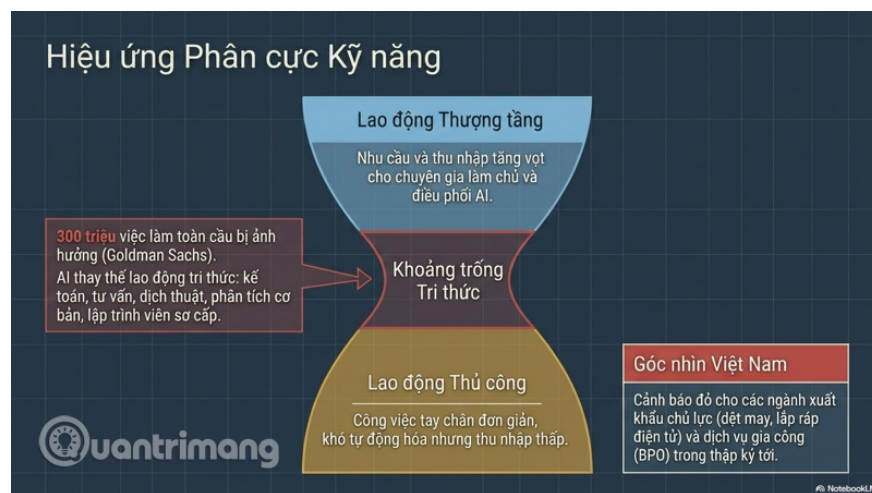 Hiệu ứng Phân cực Kỹ năng
Lao động Thượng tầng
Nhu cầu và thu nhập tăng vọt
cho chuyên gia làm chủ và
điều phối AI.
300 triệu việc làm toàn cầu bị ảnh
hưởng (Goldman Sachs).
AI thay thế lao động tri thức: kế
toán, tư vấn, dịch thuật, phân tích cơ
bản, lập trình viên sơ cấp.
Khoảng trống
Tri thức
Lao động Thủ công
Công việc tay chân đơn giản,
khó tự động hóa nhưng thu nhập thấp.
Góc nhìn Việt Nam
Cảnh báo đỏ cho các ngành xuất
khẩu chủ lực (dệt may, lắp ráp
điện tử) và dịch vụ gia công
(BPO) trong thập kỷ tới.
Quantrimang
NotebookLM